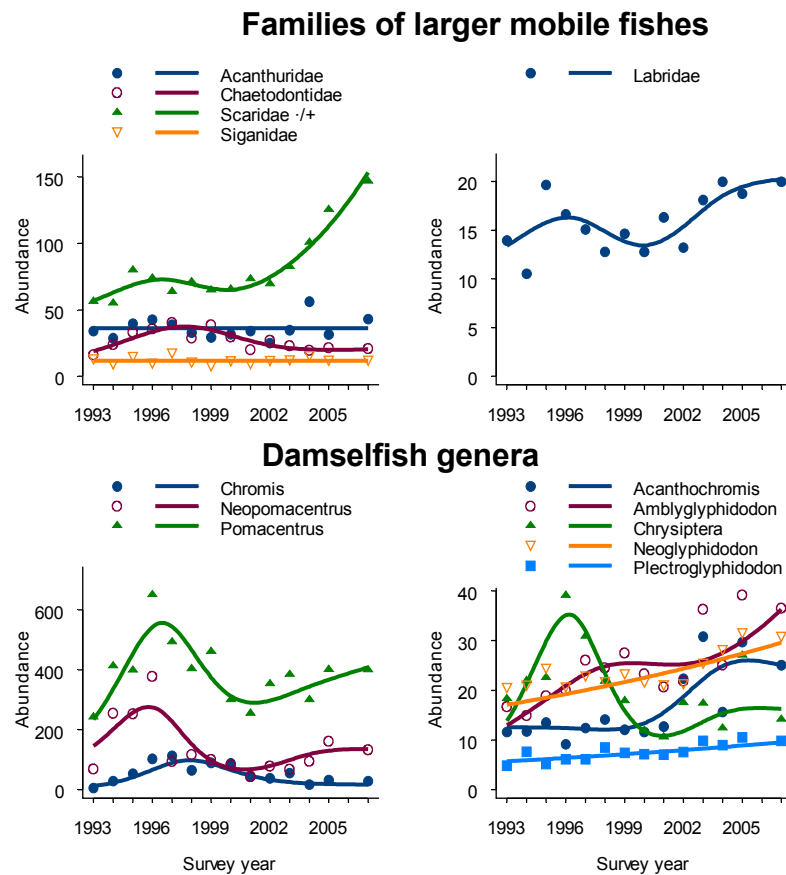 Families of larger mobile fishes
Acanthuridae
Chaetodontidae
Scaridae ·/+
Siganidae
Labridae
Abundance
150
100
50
0
1993 1996 1999 2002 2005
Abundance
20
15
10
5
0
1993 1996 1999 2002 2005
Damselfish genera
Chromis
Neopomacentrus
Pomacentrus
Acanthochromis
Amblyglyphidodon
Chrysiptera
Neoglyphidodon
Plectroglyphidodon
Abundance
600
400
200
0
1993 1996 1999 2002 2005
Survey year
Abundance
40
30
20
10
0
1993 1996 1999 2002 2005
Survey year